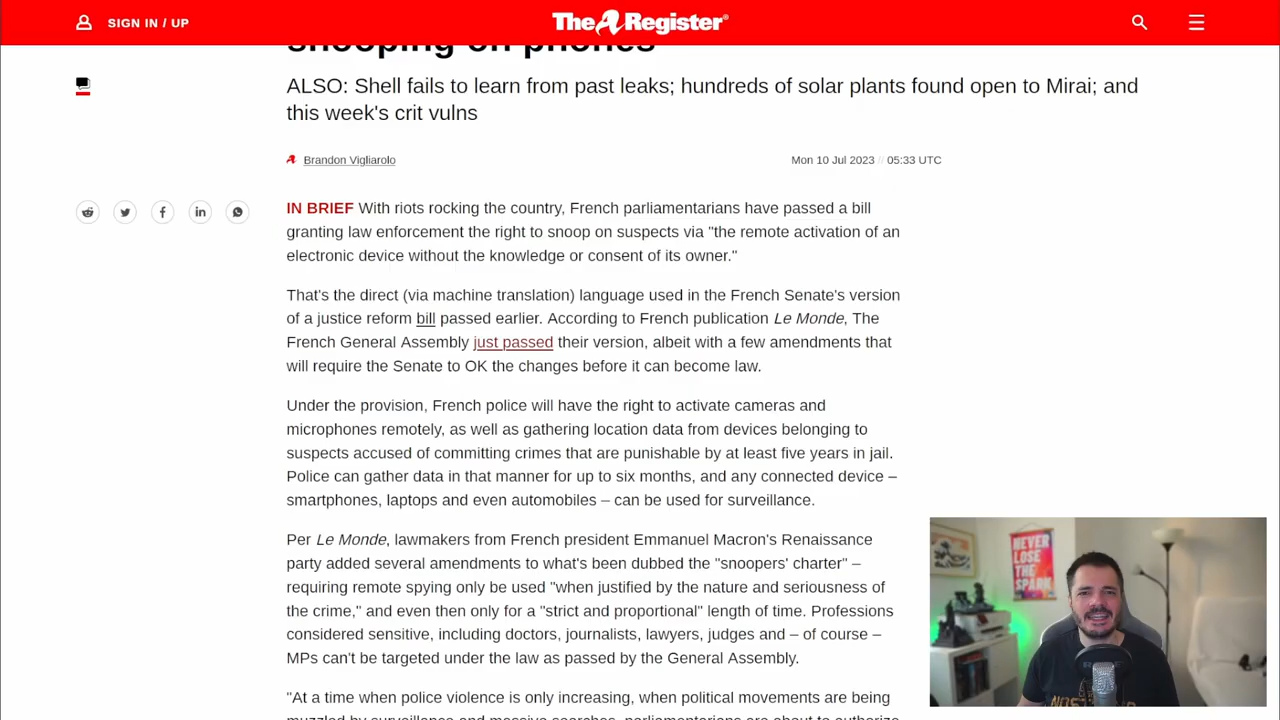 SIGN IN / UP
The Register®
snooping on phones
ALSO: Shell fails to learn from past leaks; hundreds of solar plants found open to Mirai; and
this week's crit vulns
Brandon Vigliarolo
Mon 10 Jul 2023 // 05:33 UTC
IN BRIEF With riots rocking the country, French parliamentarians have passed a bill
granting law enforcement the right to snoop on suspects via "the remote activation of an
electronic device without the knowledge or consent of its owner."
That's the direct (via machine translation) language used in the French Senate's version
of a justice reform bill passed earlier. According to French publication Le Monde, The
French General Assembly just passed their version, albeit with a few amendments that
will require the Senate to OK the changes before it can become law.
Under the provision, French police will have the right to activate cameras and
microphones remotely, as well as gathering location data from devices belonging to
suspects accused of committing crimes that are punishable by at least five years in jail.
Police can gather data in that manner for up to six months, and any connected device –
smartphones, laptops and even automobiles – can be used for surveillance.
Per Le Monde, lawmakers from French president Emmanuel Macron's Renaissance
party added several amendments to what's been dubbed the "snoopers' charter" –
requiring remote spying only be used "when justified by the nature and seriousness of
the crime," and even then only for a "strict and proportional" length of time. Professions
considered sensitive, including doctors, journalists, lawyers, judges and – of course –
MPs can't be targeted under the law as passed by the General Assembly.
"At a time when police violence is only increasing, when political movements are being
muzzled by surveillance and massive searches, parliamentarians are about to authorize
NEVER
LOSE
THE
SPARK